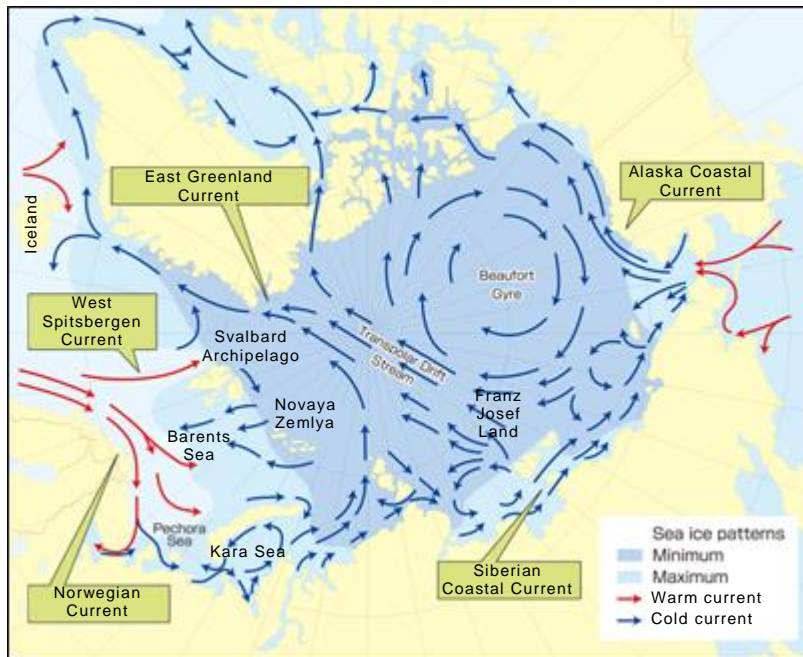 East Greenland
Current
Alaska Coastal
Current
Iceland
Beaufort
Gyre
West
Spitsbergen
Current
Svalbard
Archipelago
Transpolar Drift
Stream
Franz
Josef
Land
Novaya
Zemlya
Barents
Sea
Pechora
Sea
Kara Sea
Norwegian
Current
Siberian
Coastal Current
Sea ice patterns
Minimum
Maximum
Warm current
Cold current